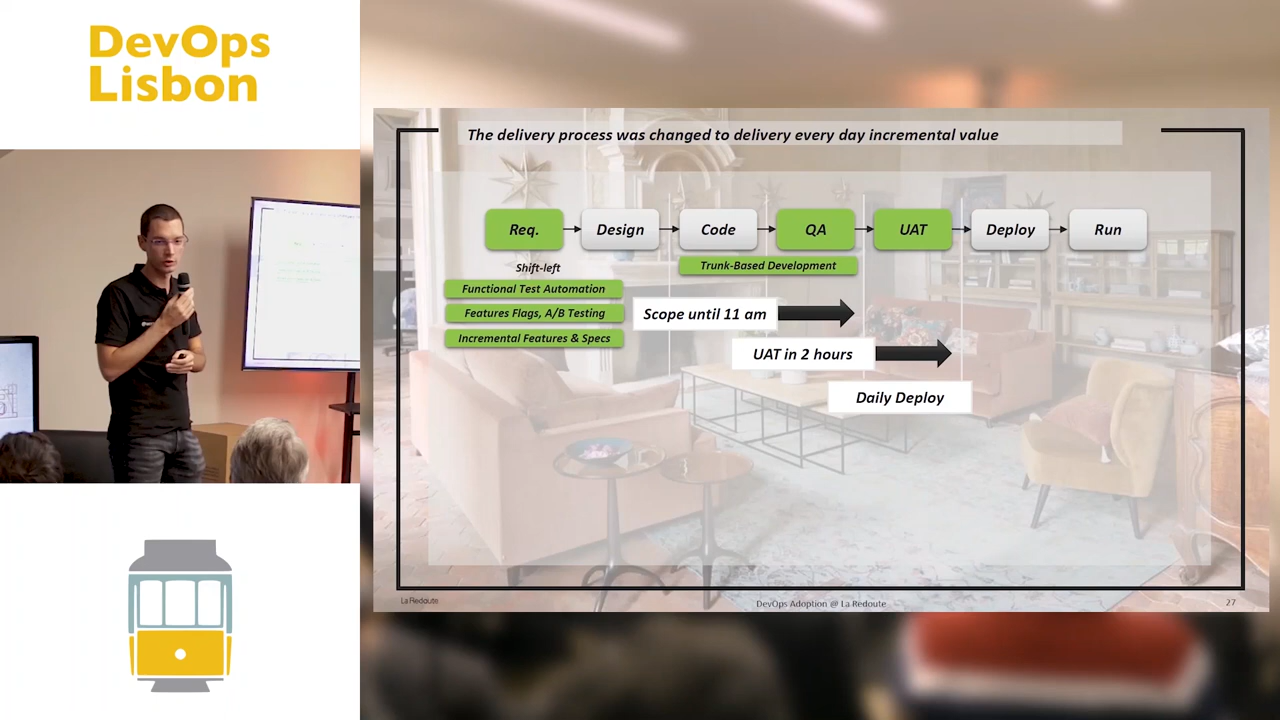 DevOps
Lisbon
The delivery process was changed to delivery every day incremental value
Req.
Design
Code
QA
UAT
Deploy
Run
Shift-left
Trunk-Based Development
Functional Test Automation
Features Flags, A/B Testing
Incremental Features & Specs
Scope until 11 am
UAT in 2 hours
Daily Deploy
La Redoute
DevOps Adoption @ La Redoute
27